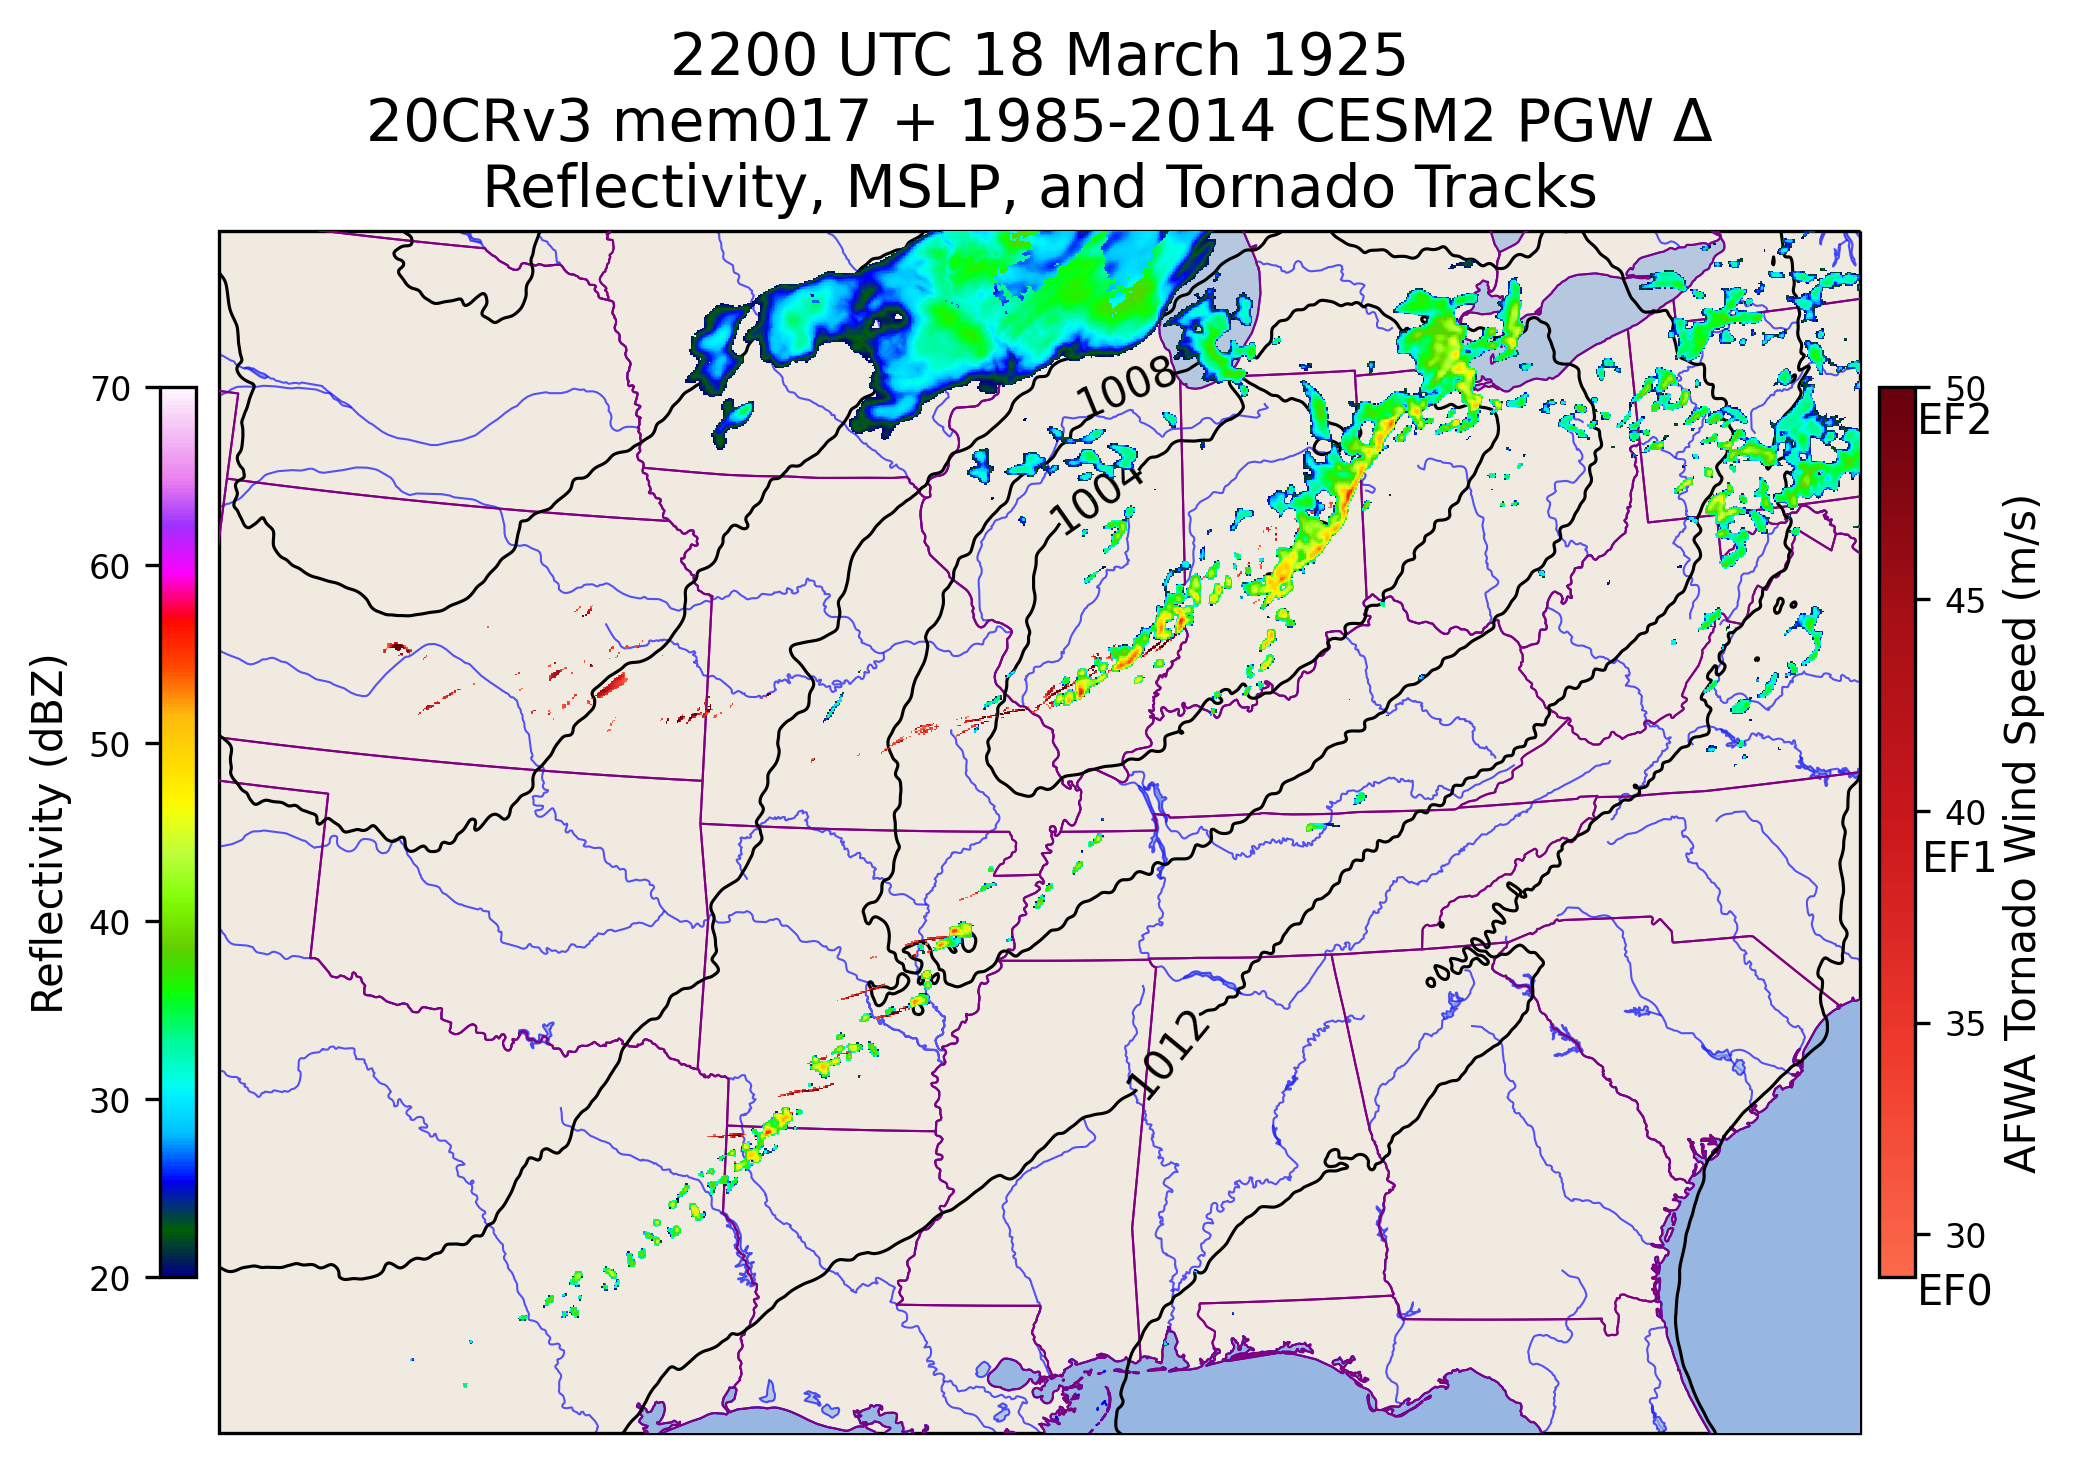 2200 UTC 18 March 1925
20CRv3 mem017 + 1985-2014 CESM2 PGW Δ
Reflectivity, MSLP, and Tornado Tracks
70
60
50
40
30
20
Reflectivity (dBZ)
1008
1004
1012
50
EF2
45
40
EF1
35
30
EF0
AFWA Tornado Wind Speed (m/s)